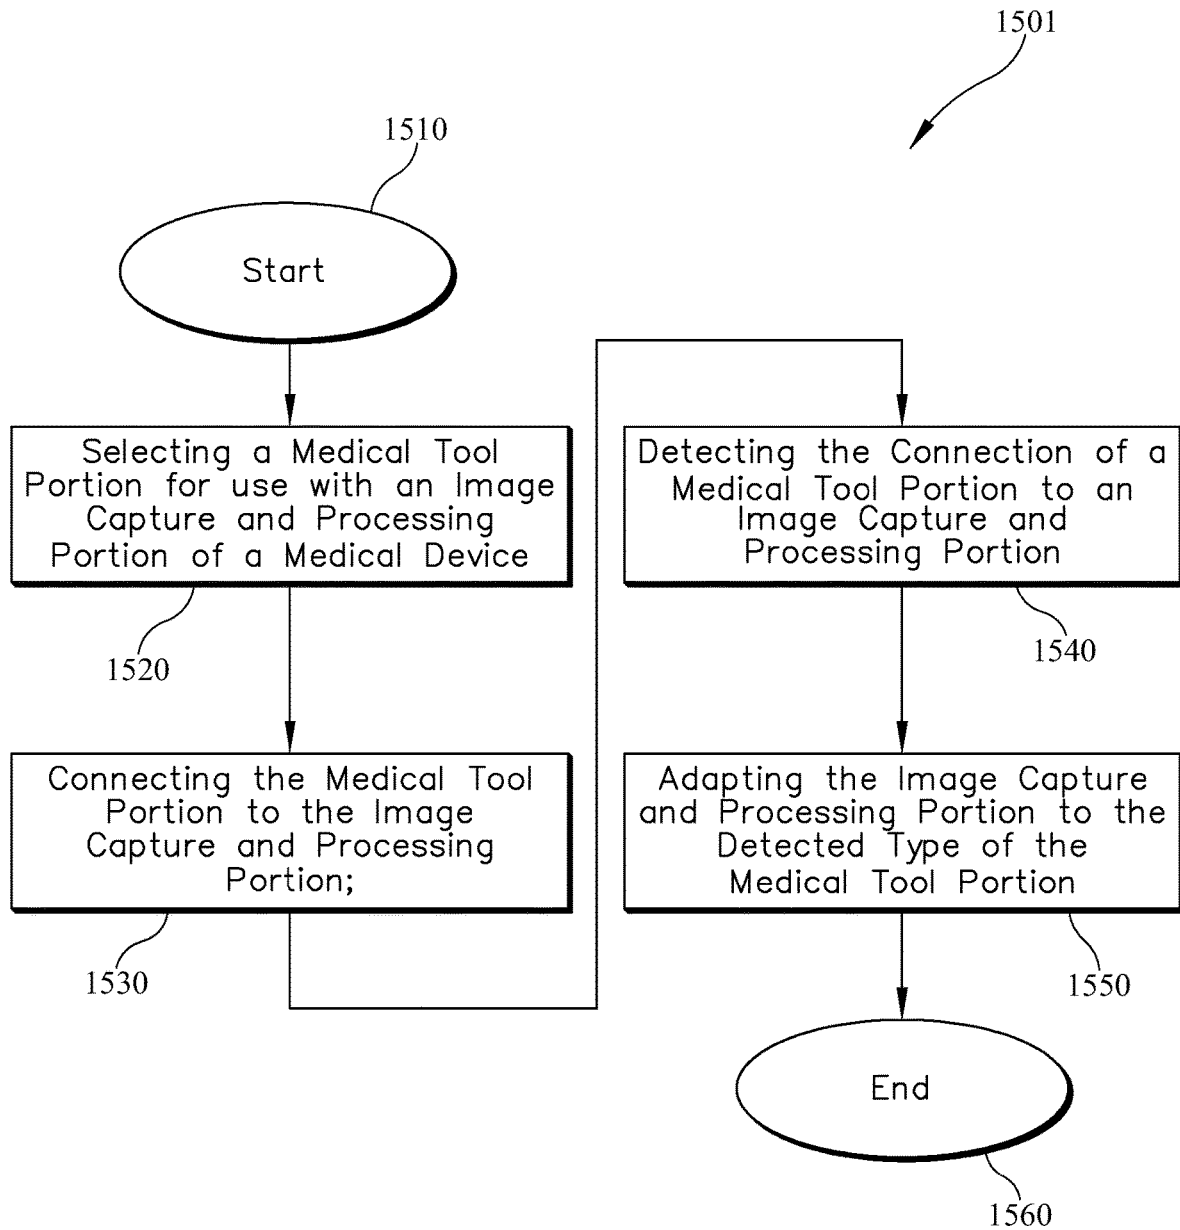 1501
1510
Start
Selecting a Medical Tool
Portion for use with an Image
Capture and Processing
Portion of a Medical Device
1520
Connecting the Medical Tool
Portion to the Image
Capture and Processing
Portion;
1530
Detecting the Connection of a
Medical Tool Portion to an
Image Capture and
Processing Portion
1540
Adapting the Image Capture
and Processing Portion to the
Detected Type of the
Medical Tool Portion
1550
End
1560